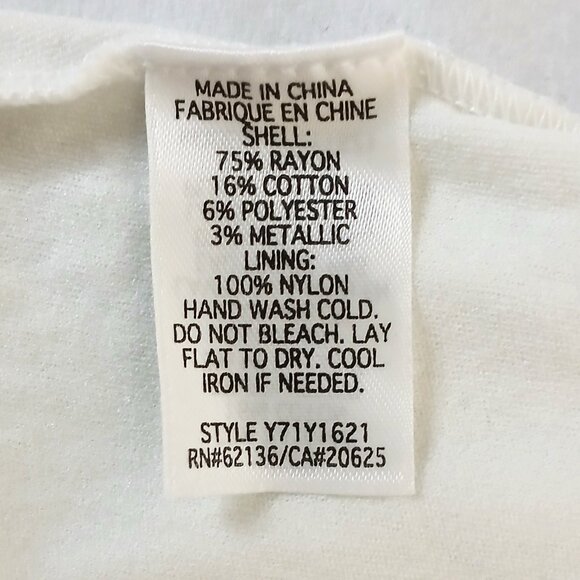 MADE IN CHINA
FABRIQUE EN CHINE
SHELL:
75% RAYON
16% COTTON
6% POLYESTER
3% METALLIC
LINING:
100% NYLON
HAND WASH COLD.
DO NOT BLEACH. LAY
FLAT TO DRY. COOL
IRON IF NEEDED.
STYLE Y71Y1621
RN#62136/CA#20625